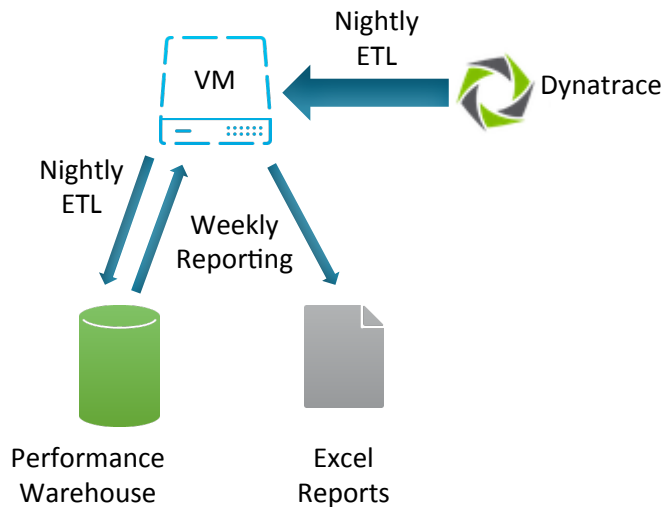 Nightly
ETL
VM
Dynatrace
Nightly
ETL
Weekly
Reporting
Performance
Warehouse
Excel
Reports